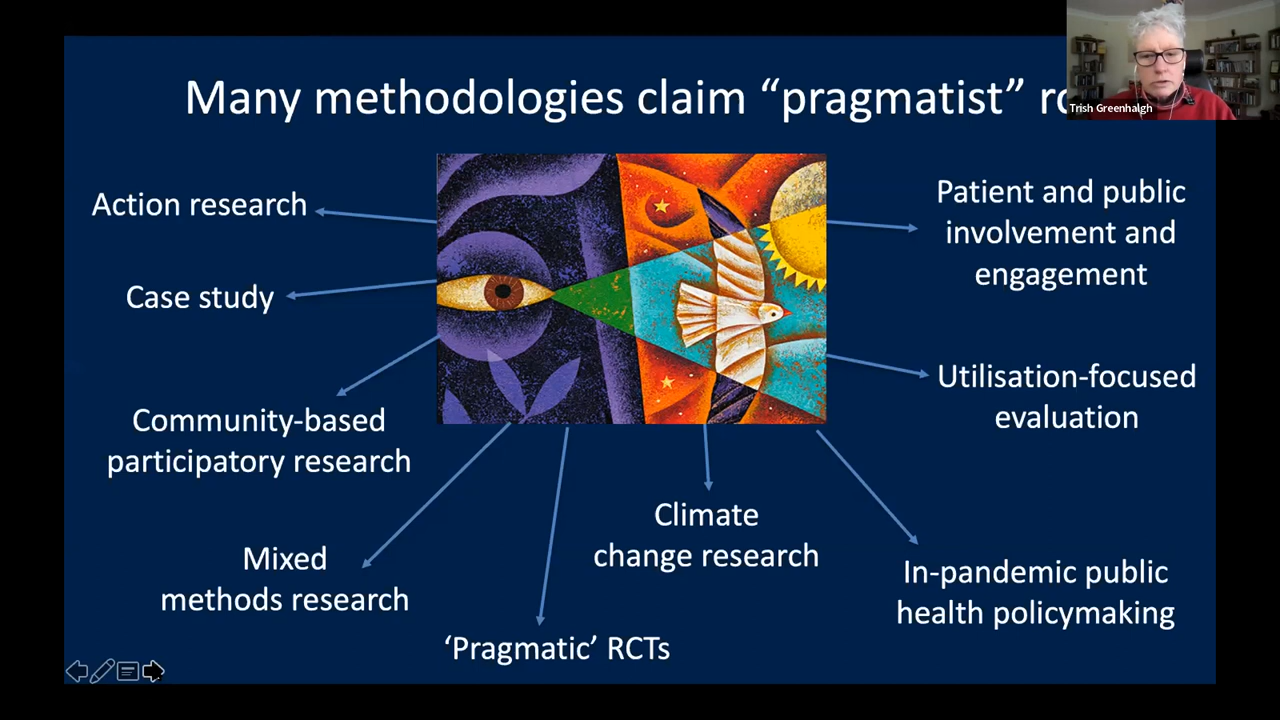 Many methodologies claim “pragmatist”
Trish Greenhalgh
Action research
Case study
Community-based
participatory research
Mixed
methods research
‘Pragmatic’ RCTs
Climate
change research
In-pandemic public
health policymaking
Utilisation-focused
evaluation
Patient and public
involvement and
engagement